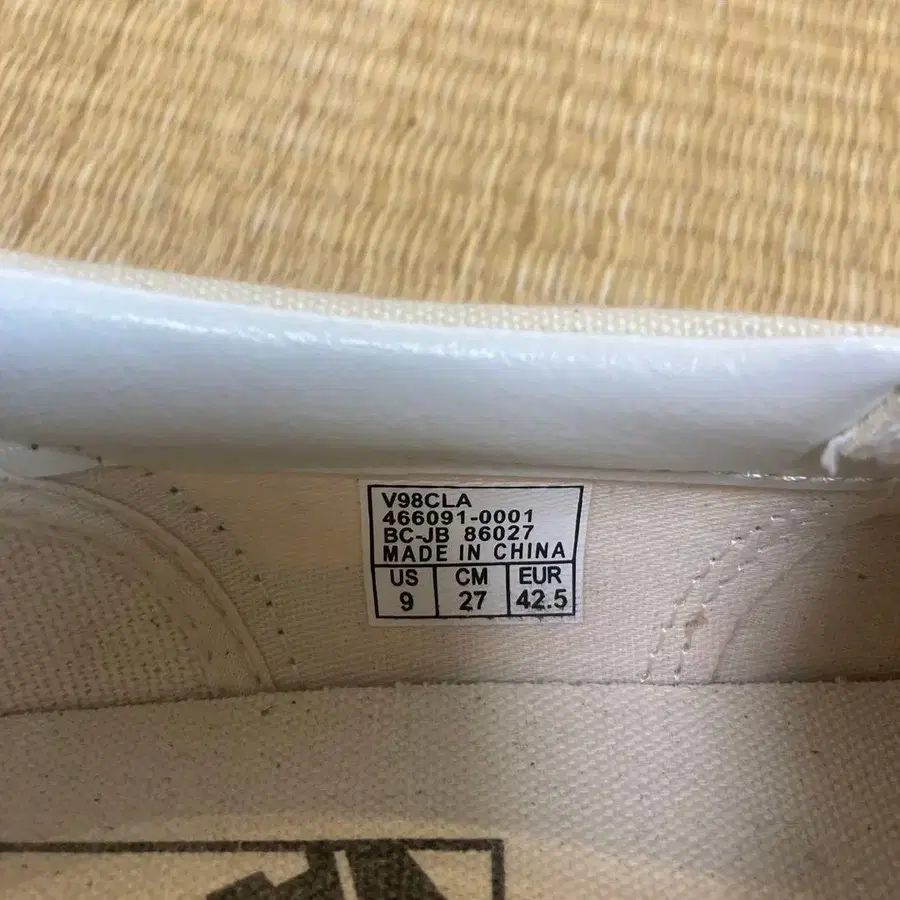 V98CLA
466091-0001
BC-JB 86027
MADE IN CHINA
US CM EUR
9 27 42.5